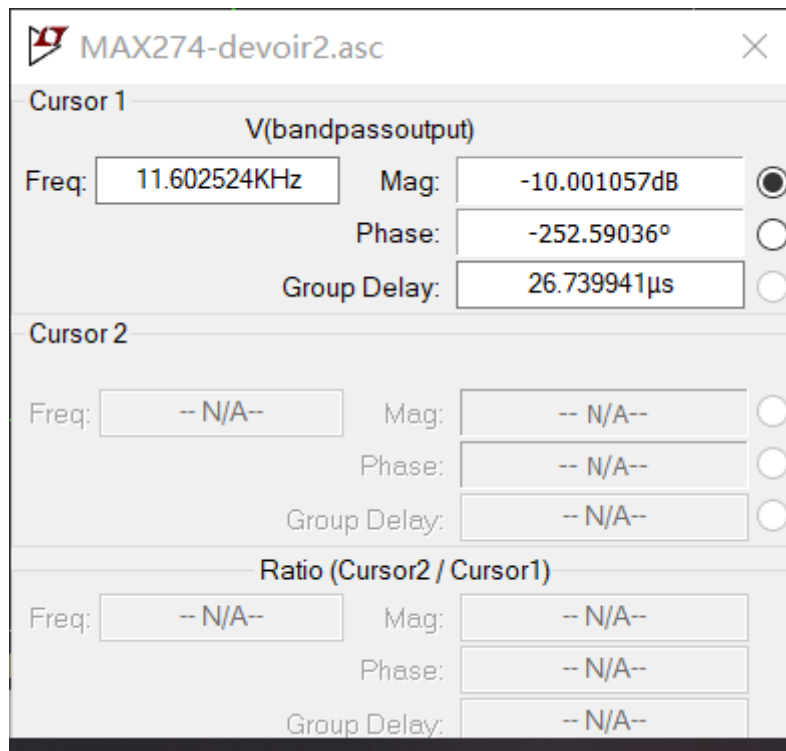 MAX274-devoir2.asc
Cursor 1
V(bandpassoutput)
Freq: 11.602524KHz Mag: -10.001057dB
Phase: -252.59036º
Group Delay: 26.739941µs
Cursor 2
Freq: -- N/A-- Mag: -- N/A--
Phase: -- N/A--
Group Delay: -- N/A--
Ratio (Cursor2 / Cursor1)
Freq: -- N/A-- Mag: -- N/A--
Phase: -- N/A--
Group Delay: -- N/A--